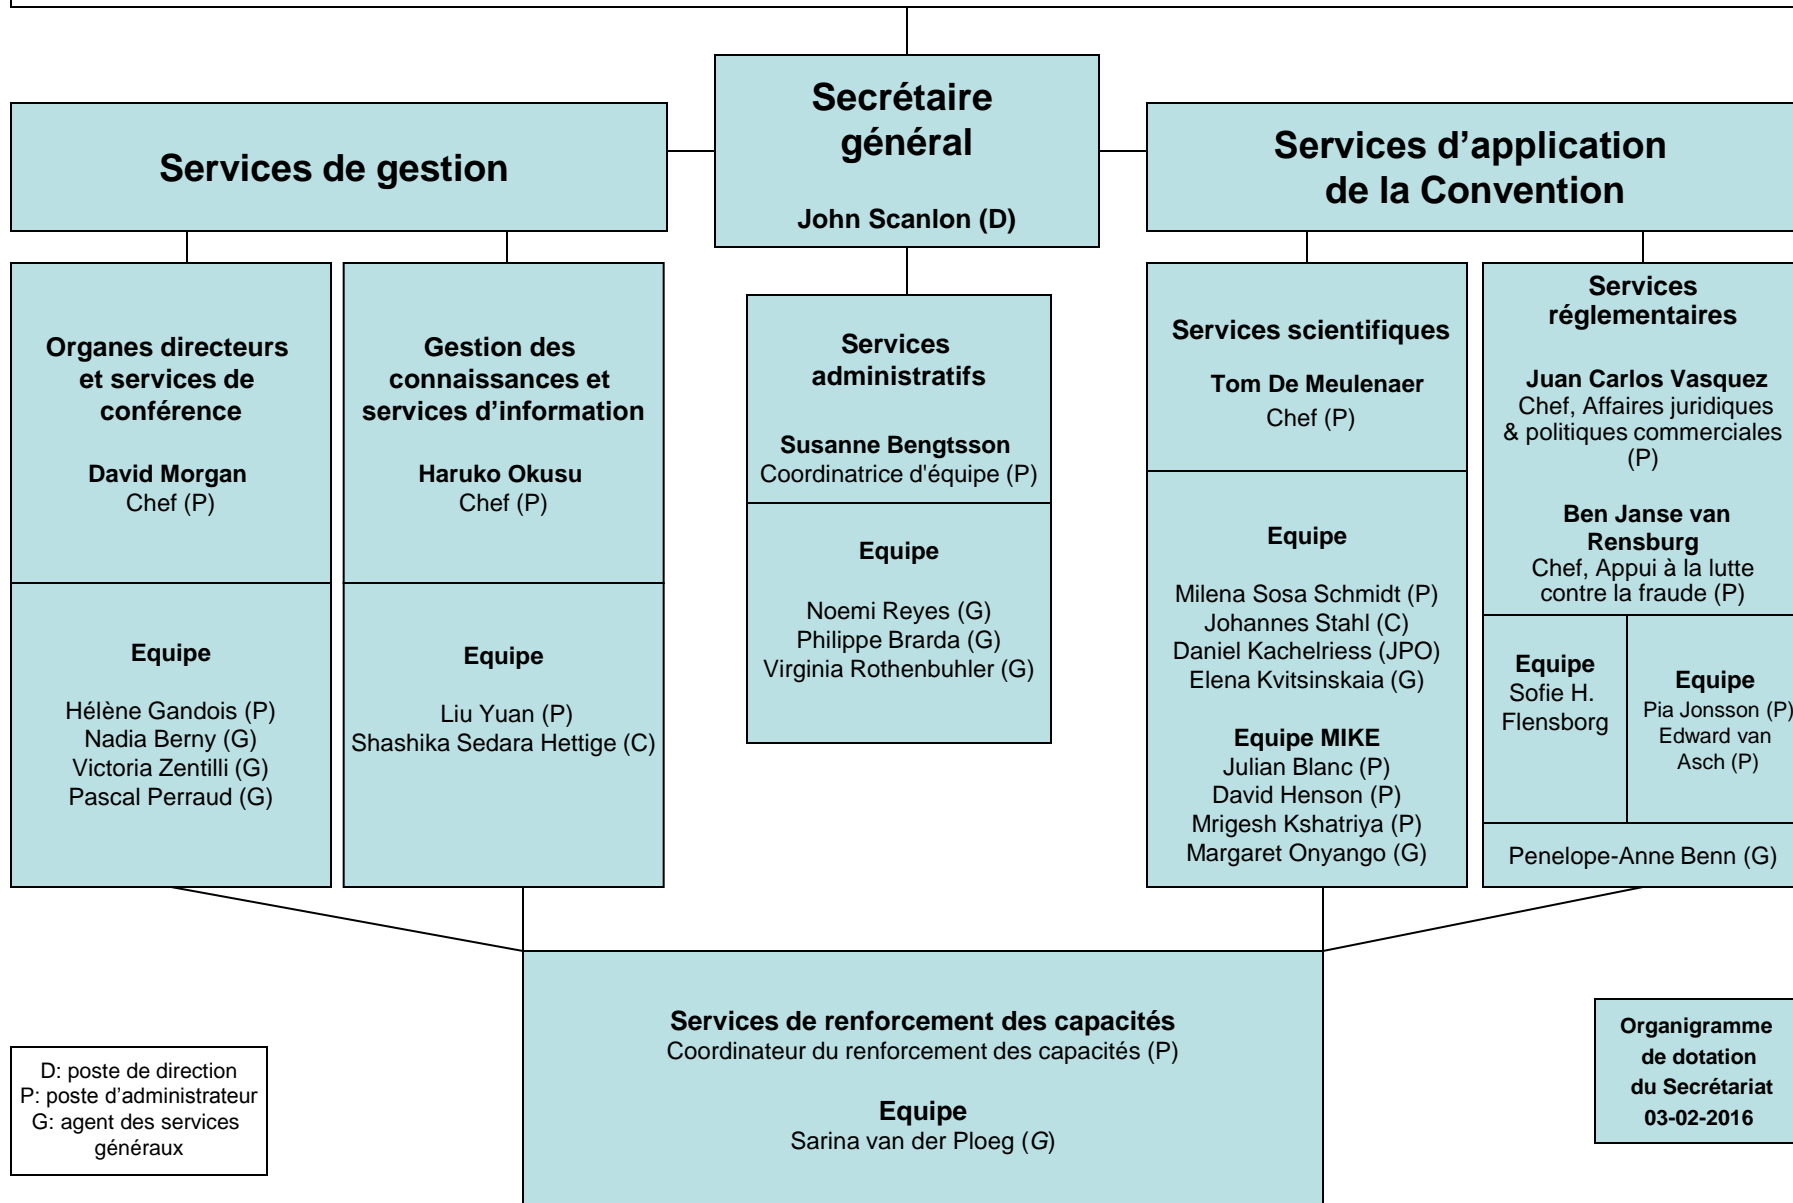 Secrétaire
général
John Scanlon (D)
Services de gestion
Services d’application
de la Convention
Organes directeurs
et services de
conférence
David Morgan
Chef (P)
Equipe
Hélène Gandois (P)
Nadia Berny (G)
Victoria Zentilli (G)
Pascal Perraud (G)
Gestion des
connaissances et
services d’information
Haruko Okusu
Chef (P)
Equipe
Liu Yuan (P)
Shashika Sedara Hettige (C)
Services
administratifs
Susanne Bengtsson
Coordinatrice d'équipe (P)
Equipe
Noemi Reyes (G)
Philippe Brarda (G)
Virginia Rothenbuhler (G)
Services scientifiques
Tom De Meulenaer
Chef (P)
Equipe
Milena Sosa Schmidt (P)
Johannes Stahl (C)
Daniel Kachelriess (JPO)
Elena Kvitsinskaia (G)
Equipe MIKE
Julian Blanc (P)
David Henson (P)
Mrigesh Kshatriya (P)
Margaret Onyango (G)
Services
réglementaires
Juan Carlos Vasquez
Chef, Affaires juridiques
& politiques commerciales
(P)
Ben Janse van
Rensburg
Chef, Appui à la lutte
contre la fraude (P)
Equipe
Sofie H.
Flensborg
Equipe
Pia Jonsson (P)
Edward van
Asch (P)
Penelope-Anne Benn (G)
Services de renforcement des capacités
Coordinateur du renforcement des capacités (P)
Equipe
Sarina van der Ploeg (G)
D: poste de direction
P: poste d’administrateur
G: agent des services
généraux
Organigramme
de dotation
du Secrétariat
03-02-2016